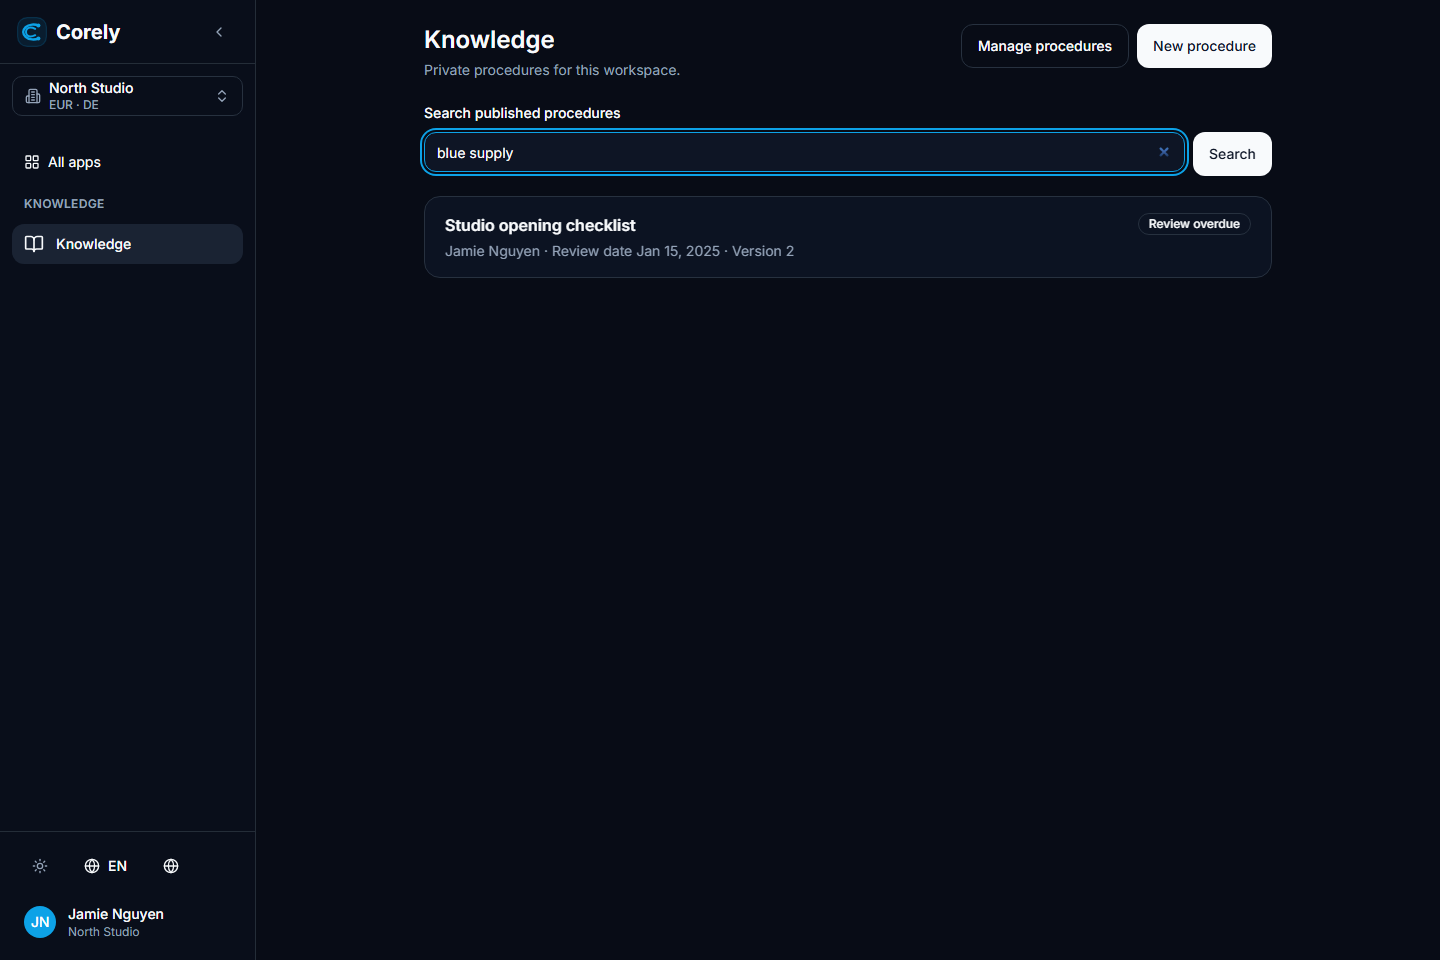 Corely
North Studio
EUR · DE
All apps
KNOWLEDGE
Knowledge
EN
JN
Jamie Nguyen
North Studio
Knowledge
Private procedures for this workspace.
Manage procedures
New procedure
Search published procedures
blue supply
Search
Studio opening checklist
Review overdue
Jamie Nguyen · Review date Jan 15, 2025 · Version 2